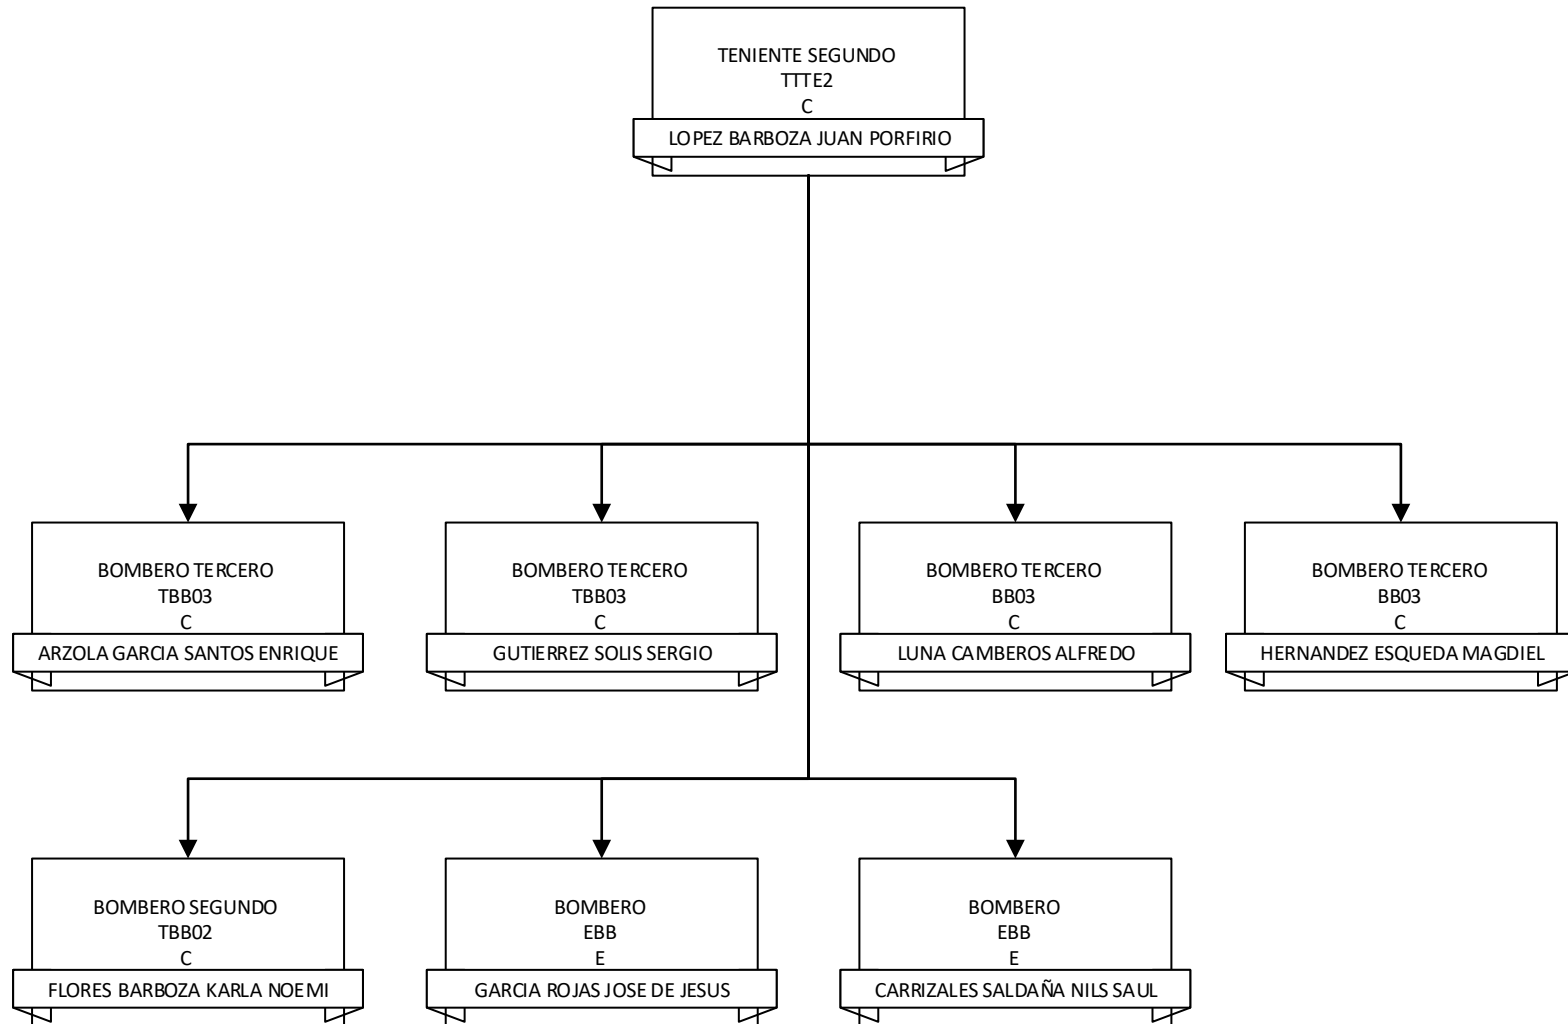 TENIENTE SEGUNDO
TTTE2
C
LOPEZ BARBOZA JUAN PORFIRIO
BOMBERO TERCERO
TBB03
C
ARZOLA GARCIA SANTOS ENRIQUE
BOMBERO TERCERO
TBB03
C
GUTIERREZ SOLIS SERGIO
BOMBERO TERCERO
BB03
C
LUNA CAMBEROS ALFREDO
BOMBERO TERCERO
BB03
C
HERNANDEZ ESQUEDA MAGDIEL
BOMBERO SEGUNDO
TBB02
C
FLORES BARBOZA KARLA NOEMI
BOMBERO
EBB
E
GARCIA ROJAS JOSE DE JESUS
BOMBERO
EBB
E
CARRIZALES SALDAÑA NILS SAUL